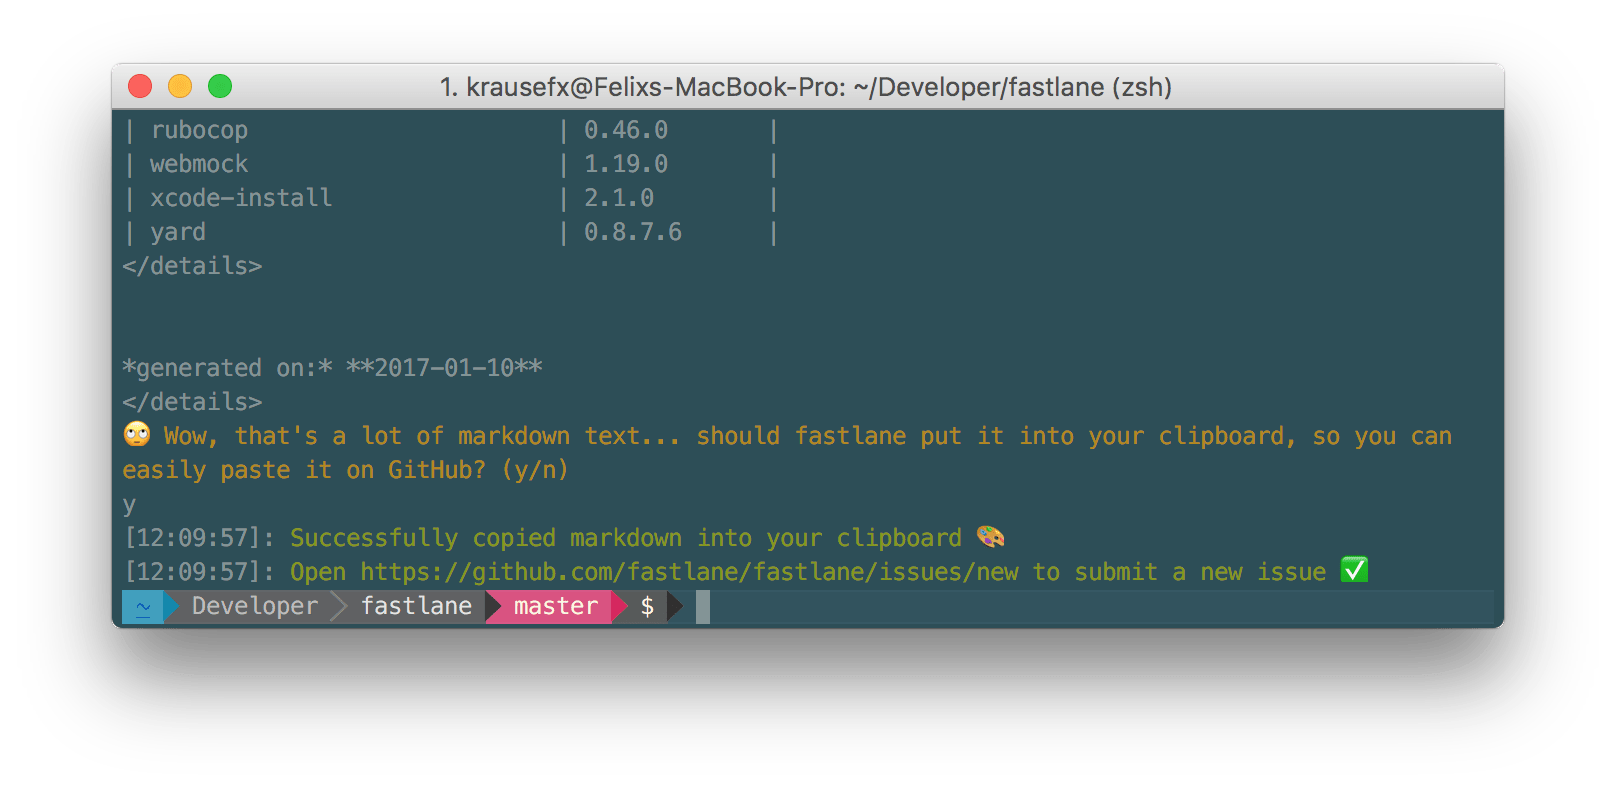 1. krausefx@Felixs-MacBook-Pro: ~/Developer/fastlane (zsh)
| rubocop | 0.46.0 |
| webmock | 1.19.0 |
| xcode-install | 2.1.0 |
| yard | 0.8.7.6 |
</details>
*generated on:* **2017-01-10**
</details>
🙄 Wow, that's a lot of markdown text... should fastlane put it into your clipboard, so you can
easily paste it on GitHub? (y/n)
y
[12:09:57]: Successfully copied markdown into your clipboard 🎨
[12:09:57]: Open https://github.com/fastlane/fastlane/issues/new to submit a new issue ✅
~ Developer fastlane master $